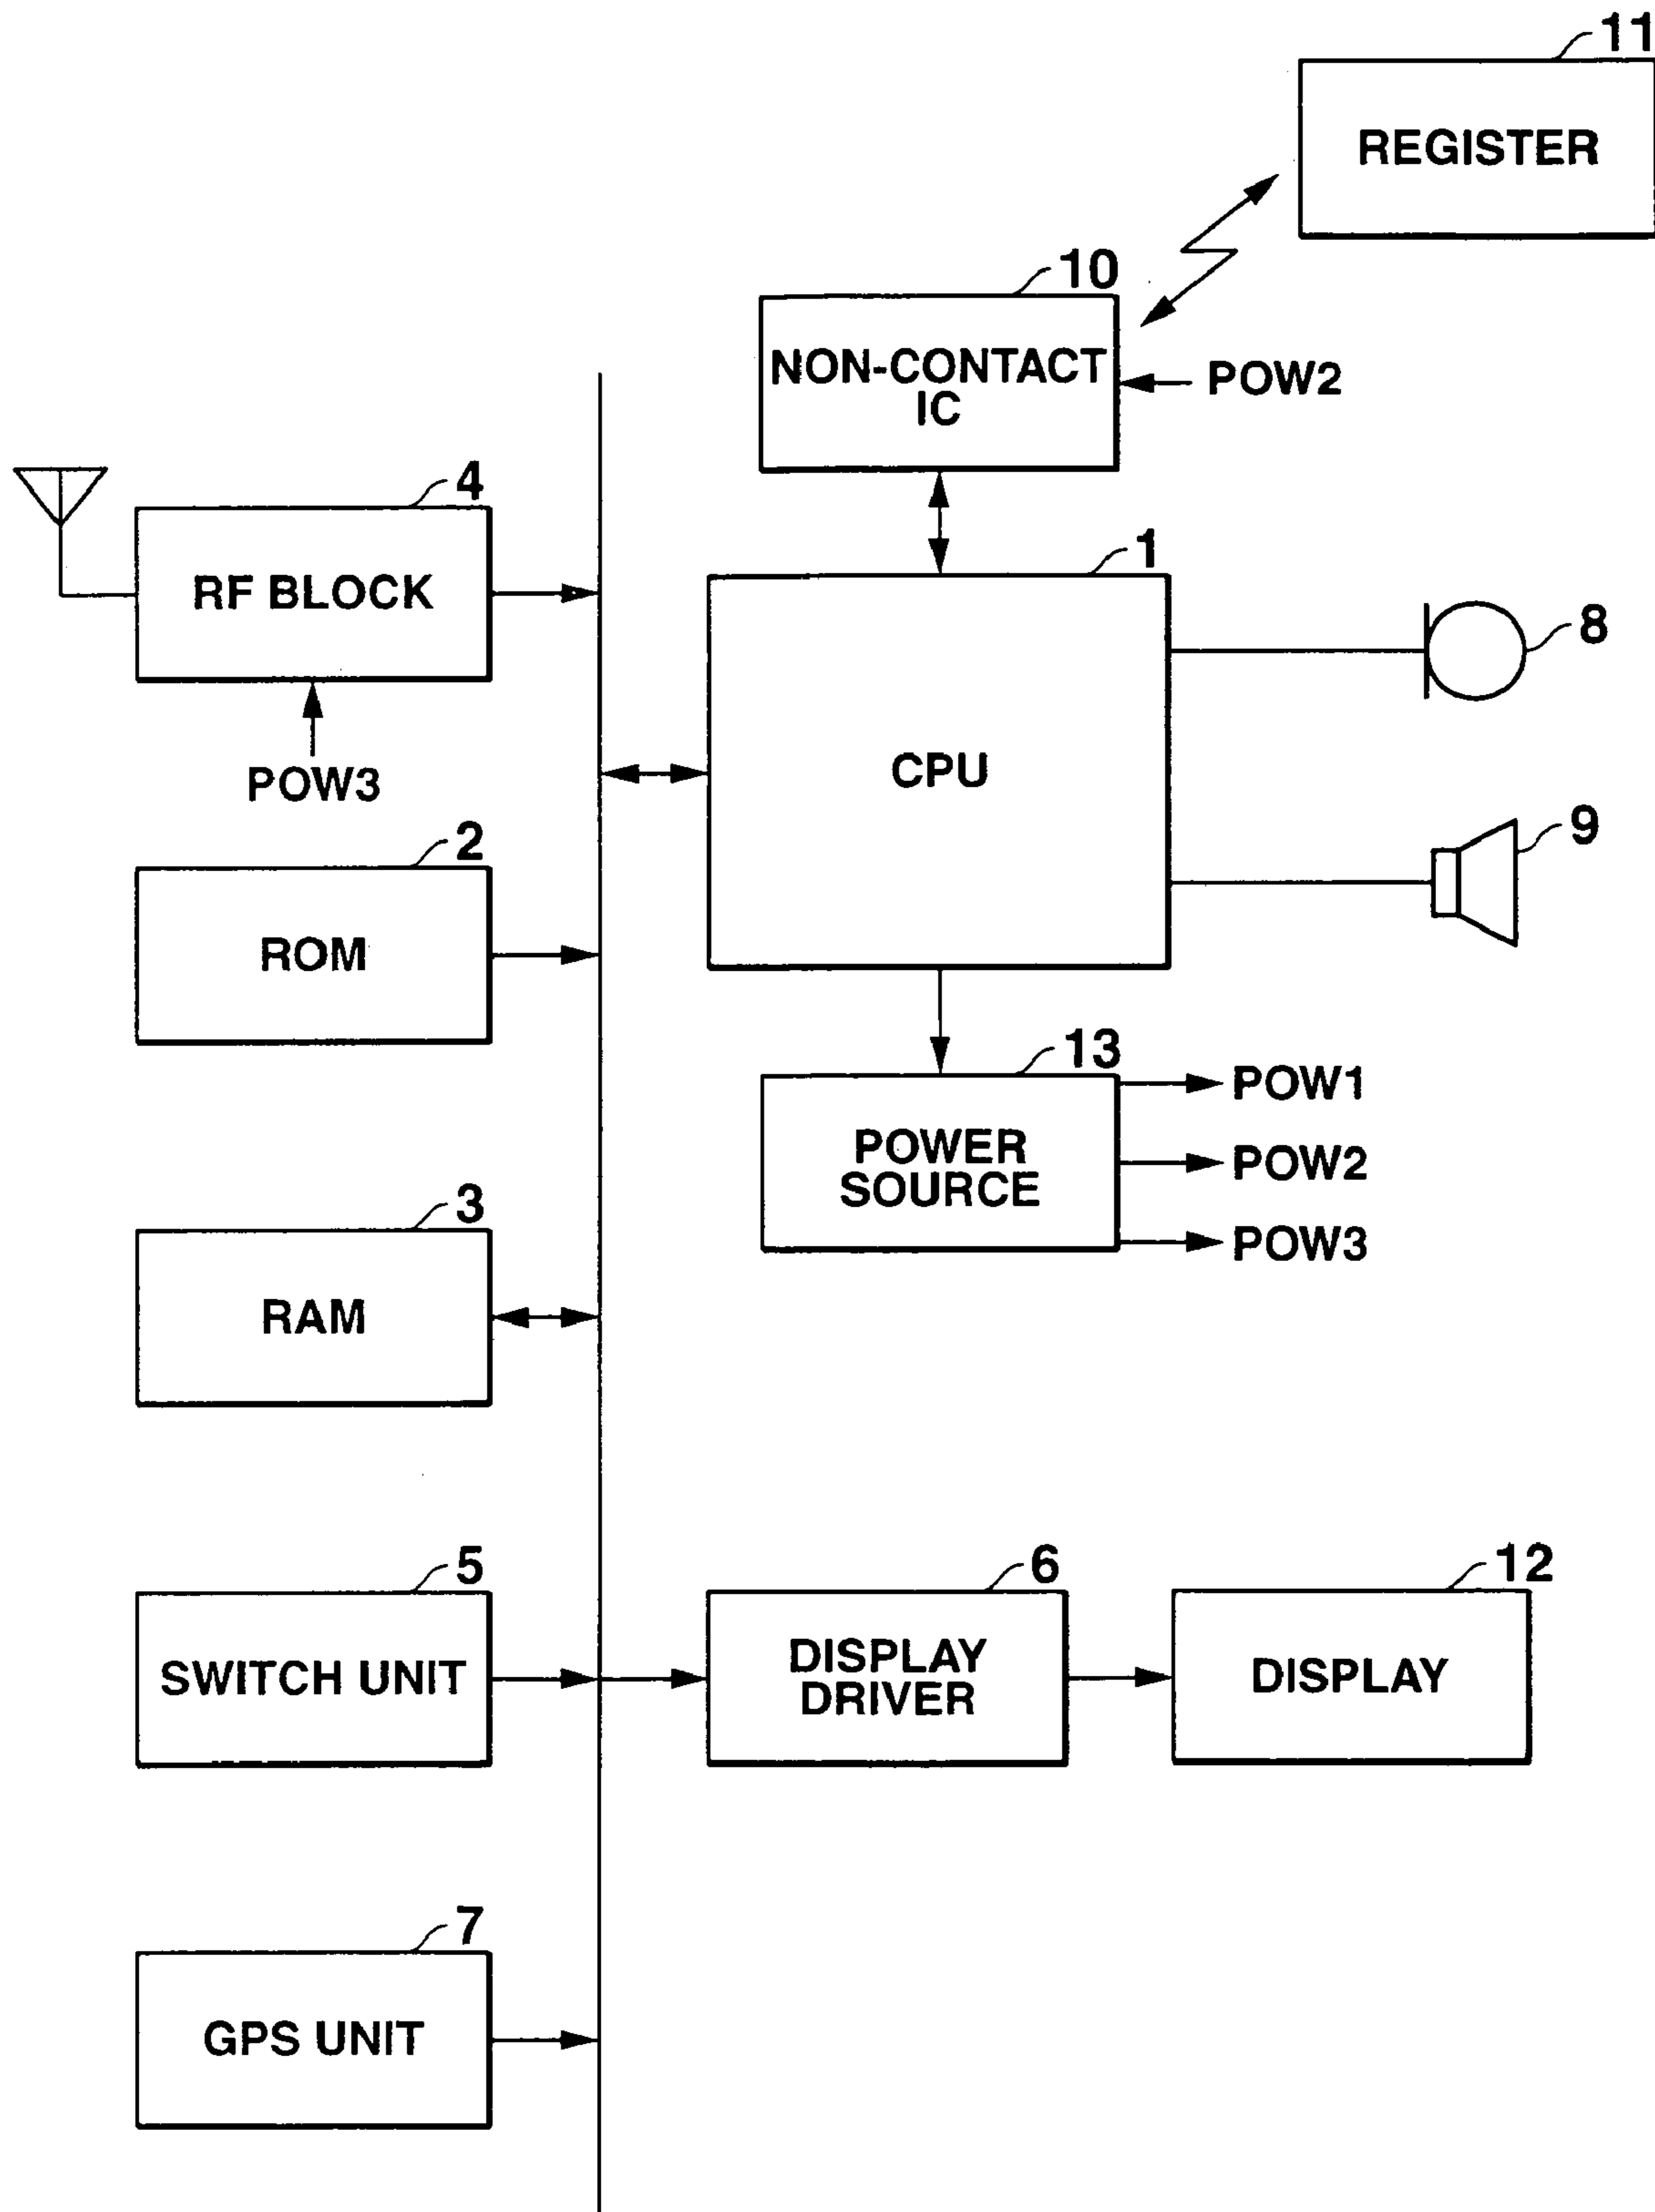 11
REGISTER
10
NON-CONTACT
IC
POW2
4
RF BLOCK
POW3
1
CPU
8
9
2
ROM
13
POWER
SOURCE
POW1
POW2
POW3
3
RAM
5
SWITCH UNIT
6
DISPLAY
DRIVER
12
DISPLAY
7
GPS UNIT